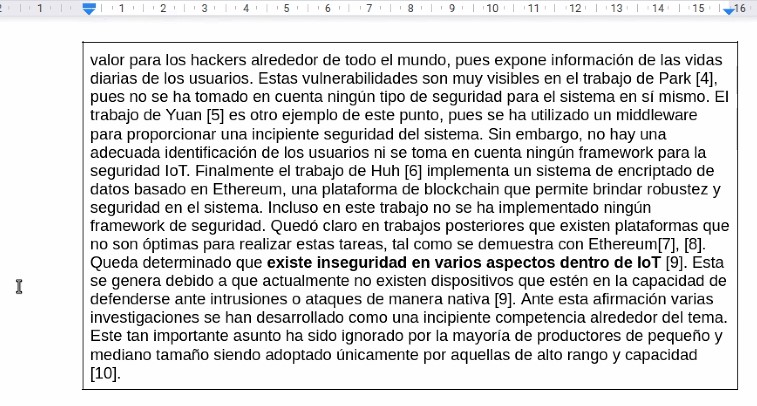 2 1 1 2 3 4 5 6 7 8 9 10 11 12 13 14 15 16
valor para los hackers alrededor de todo el mundo, pues expone información de las vidas
diarias de los usuarios. Estas vulnerabilidades son muy visibles en el trabajo de Park [4],
pues no se ha tomado en cuenta ningún tipo de seguridad para el sistema en sí mismo. El
trabajo de Yuan [5] es otro ejemplo de este punto, pues se ha utilizado un middleware
para proporcionar una incipiente seguridad del sistema. Sin embargo, no hay una
adecuada identificación de los usuarios ni se toma en cuenta ningún framework para la
seguridad IoT. Finalmente el trabajo de Huh [6] implementa un sistema de encriptado de
datos basado en Ethereum, una plataforma de blockchain que permite brindar robustez y
seguridad en el sistema. Incluso en este trabajo no se ha implementado ningún
framework de seguridad. Quedó claro en trabajos posteriores que existen plataformas que
no son óptimas para realizar estas tareas, tal como se demuestra con Ethereum[7], [8].
Queda determinado que existe inseguridad en varios aspectos dentro de IoT [9]. Esta
se genera debido a que actualmente no existen dispositivos que estén en la capacidad de
defenderse ante intrusiones o ataques de manera nativa [9]. Ante esta afirmación varias
investigaciones se han desarrollado como una incipiente competencia alrededor del tema.
Este tan importante asunto ha sido ignorado por la mayoría de productores de pequeño y
mediano tamaño siendo adoptado únicamente por aquellas de alto rango y capacidad
[10].